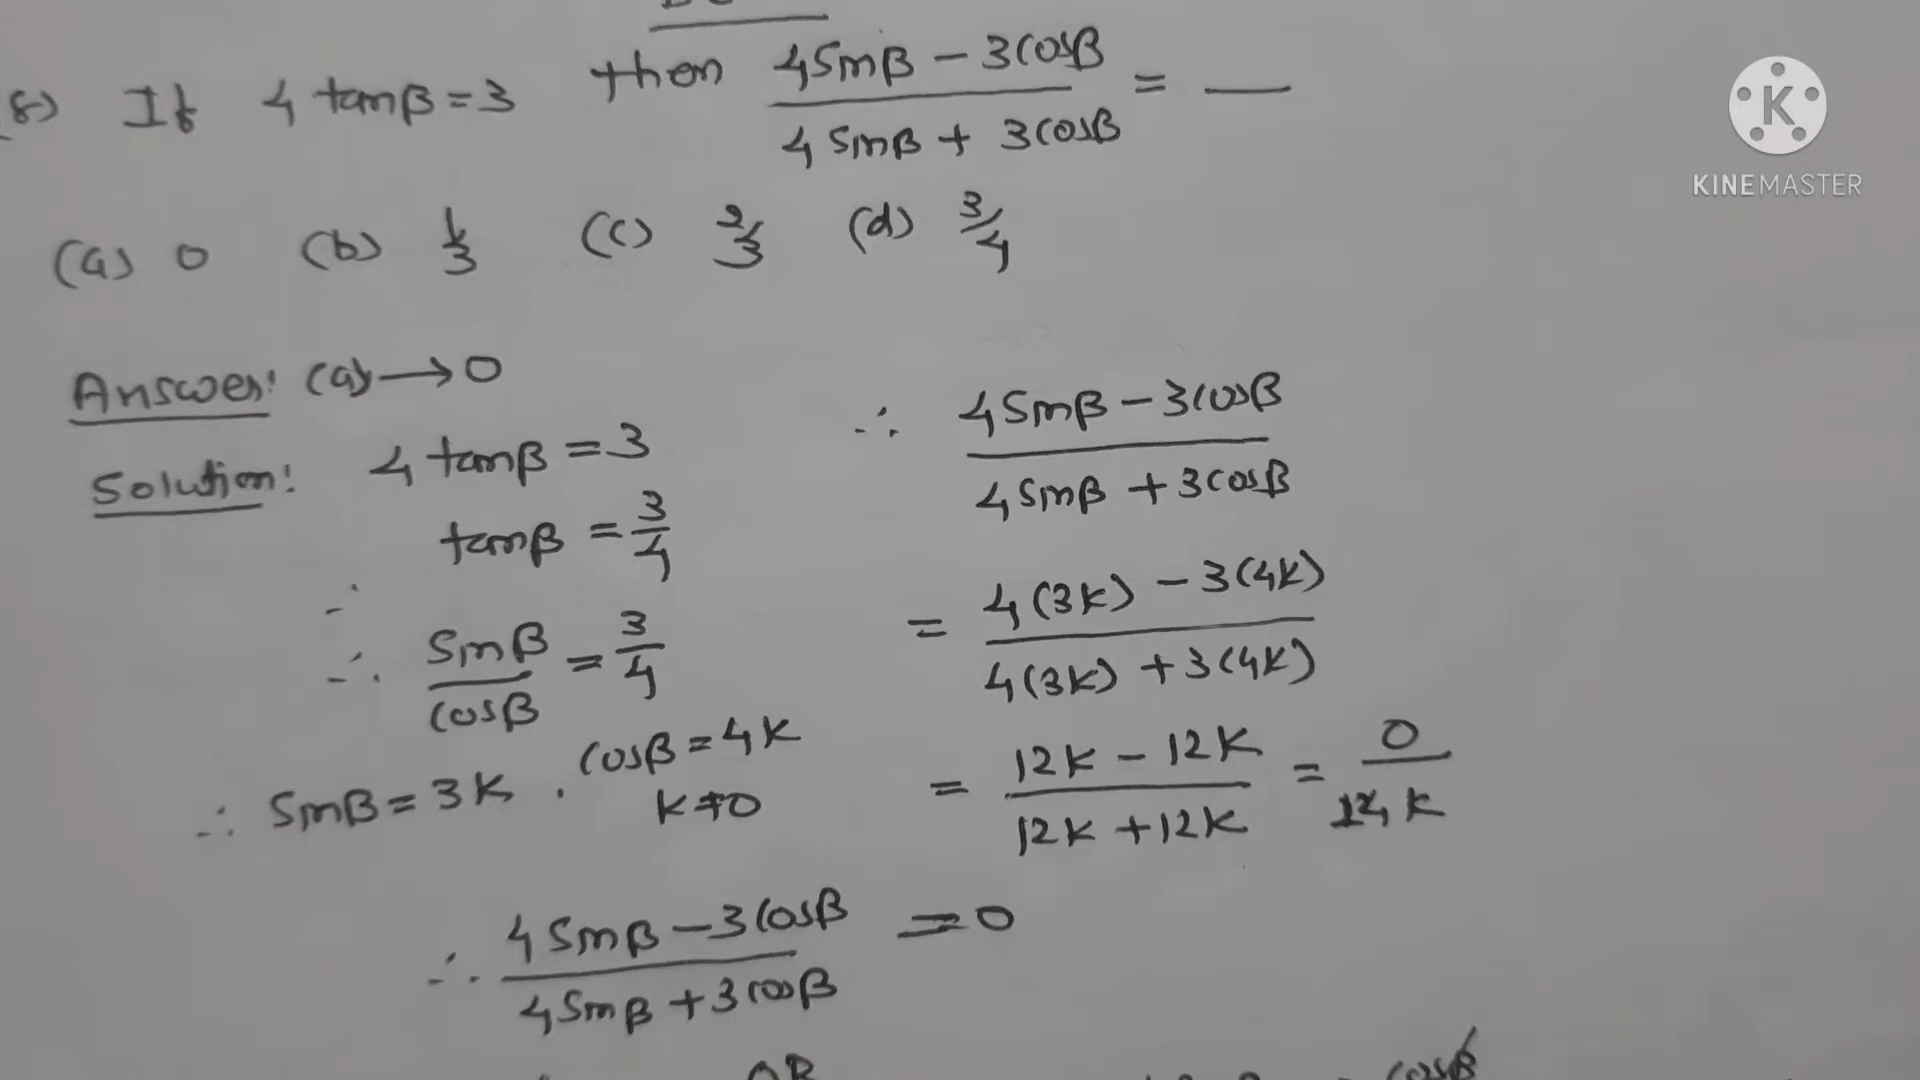 (8) If 4 tanβ = 3 then (4 sinβ − 3 cosβ)/(4 sinβ + 3 cosβ) = —
(a) 0 (b) 1/3 (c) 2/3 (d) 3/4
Answer: (a) → 0
Solution: 4 tanβ = 3
tanβ = 3/4
∴ sinβ/cosβ = 3/4
∴ sinβ = 3K, cosβ = 4K
K ≠ 0
∴ (4 sinβ − 3 cosβ)/(4 sinβ + 3 cosβ)
= (4(3K) − 3(4K))/(4(3K) + 3(4K))
= (12K − 12K)/(12K + 12K) = 0/24K
∴ (4 sinβ − 3 cosβ)/(4 sinβ + 3 cosβ) = 0
OR
cosβ
K
KINEMASTER